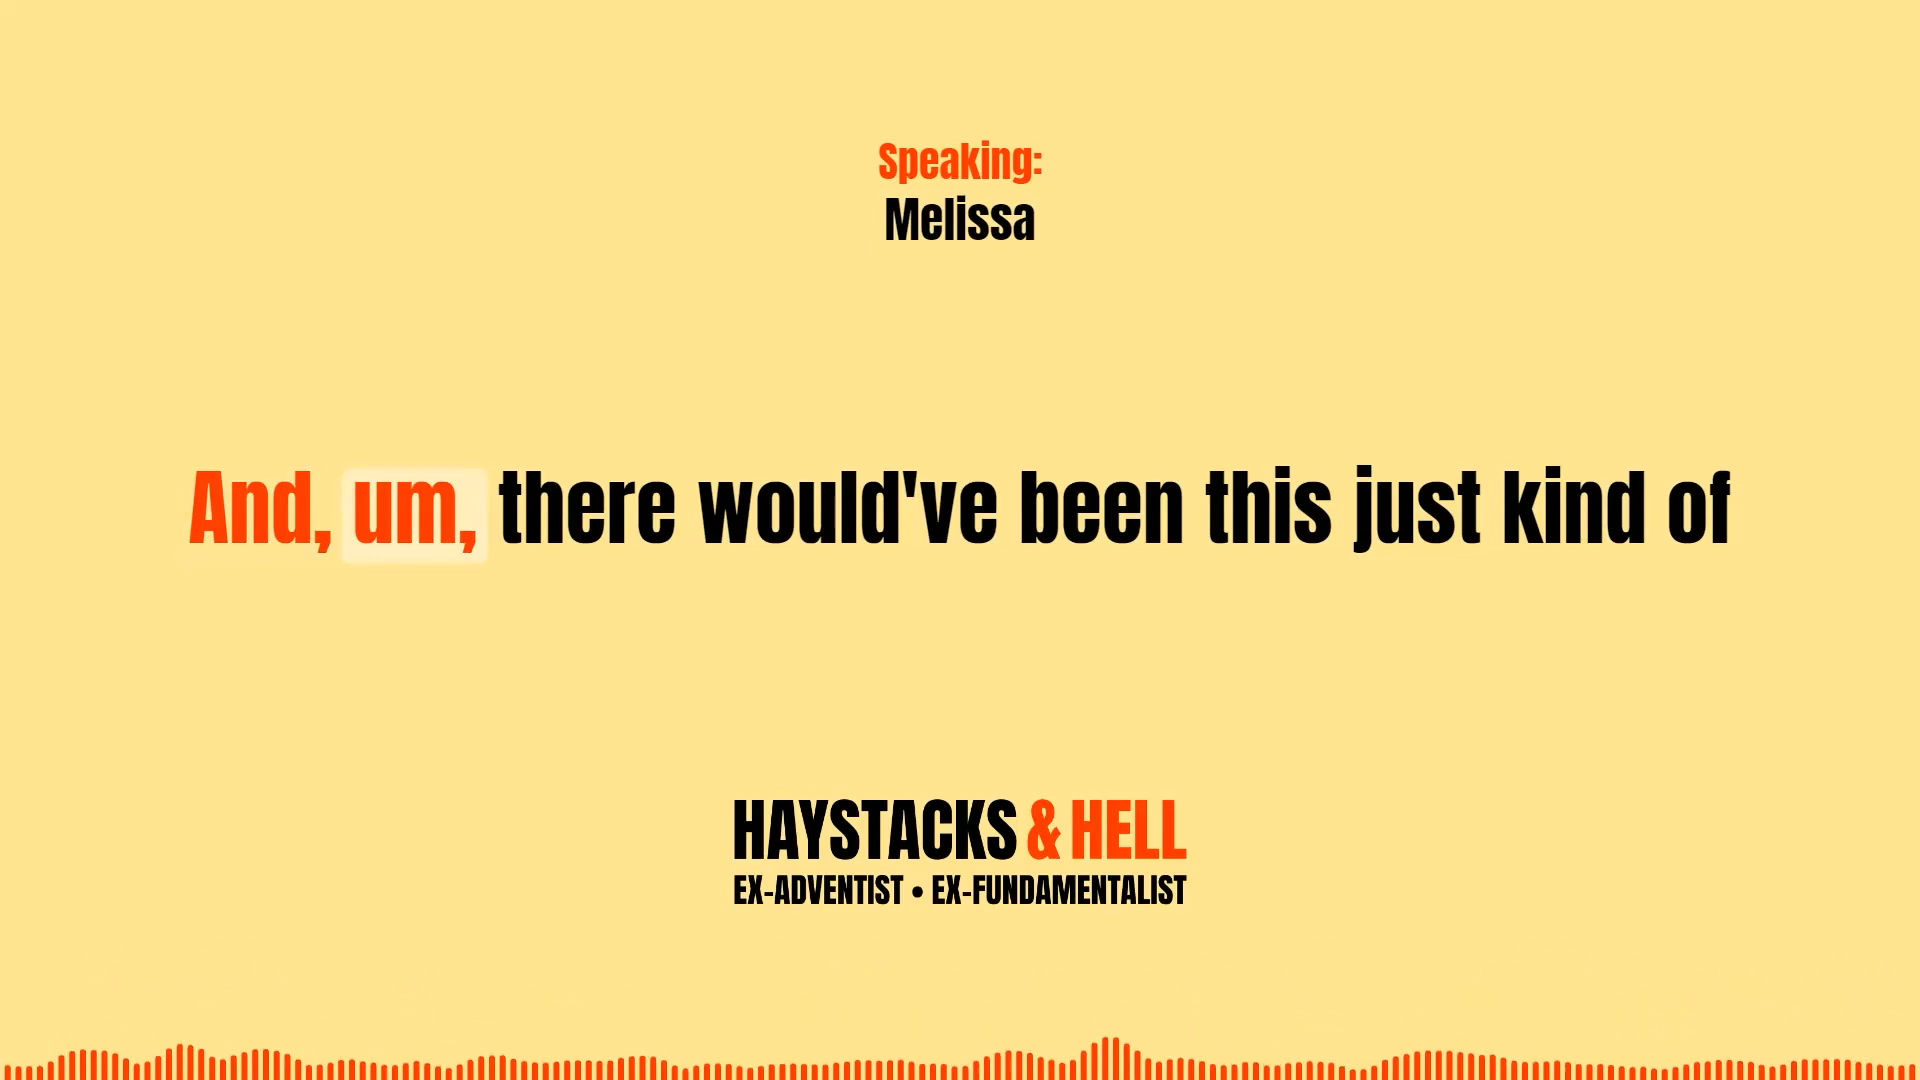 Speaking:
Melissa
And, um, there would've been this just kind of
HAYSTACKS & HELL
EX-ADVENTIST • EX-FUNDAMENTALIST